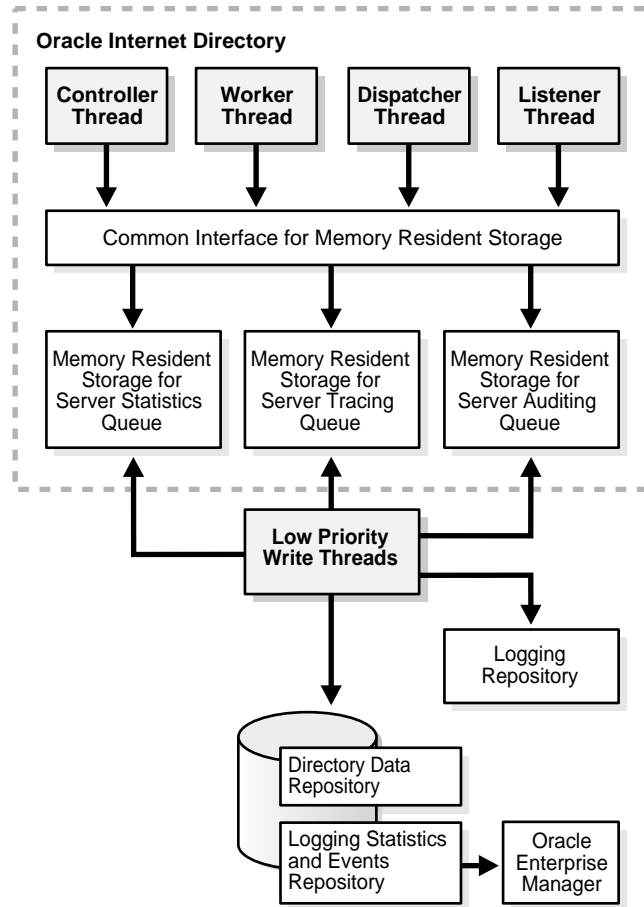 Oracle Internet Directory
Controller
Thread
Worker
Thread
Dispatcher
Thread
Listener
Thread
Common Interface for Memory Resident Storage
Memory Resident
Storage for
Server Statistics
Queue
Memory Resident
Storage for
Server Tracing
Queue
Memory Resident
Storage for
Server Auditing
Queue
Low Priority
Write Threads
Logging
Repository
Directory Data
Repository
Logging Statistics
and Events
Repository
Oracle
Enterprise
Manager